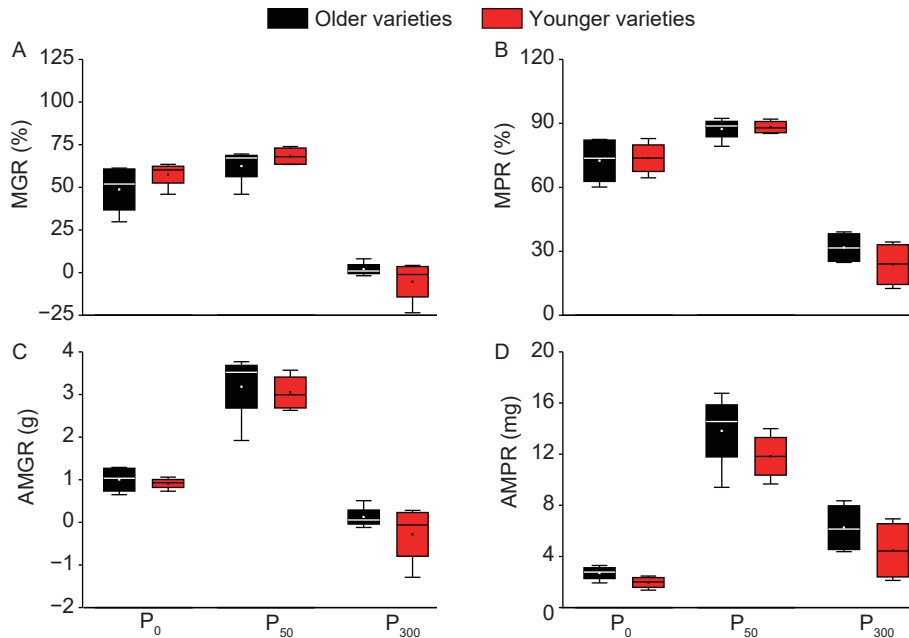 Older varieties Younger varieties
A
125
100
75
50
25
0
−25
MGR (%)
B
120
90
60
30
0
MPR (%)
C
4
3
2
1
0
−1
−2
AMGR (g)
P0 P50 P300
D
20
16
12
8
4
0
AMPR (mg)
P0 P50 P300